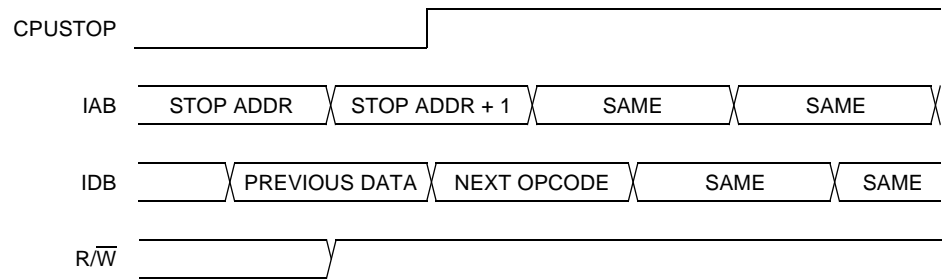 CPUSTOP
IAB STOP ADDR STOP ADDR + 1 SAME SAME
IDB PREVIOUS DATA NEXT OPCODE SAME SAME
R/W̅